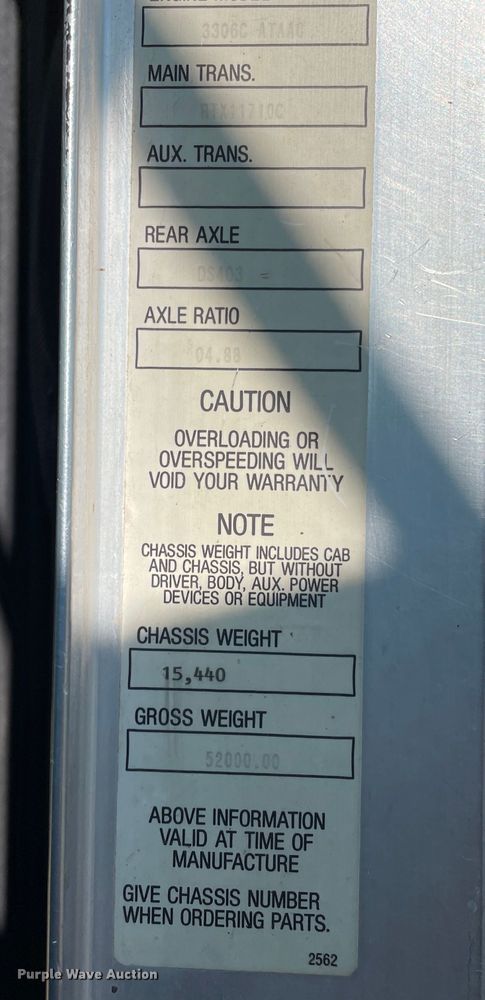 3306C ATAAC
MAIN TRANS.
RTX11710C
AUX. TRANS.
REAR AXLE
DS403 =
AXLE RATIO
04.88
CAUTION
OVERLOADING OR
OVERSPEEDING WILL
VOID YOUR WARRANTY
NOTE
CHASSIS WEIGHT INCLUDES CAB
AND CHASSIS, BUT WITHOUT
DRIVER, BODY, AUX. POWER
DEVICES OR EQUIPMENT
CHASSIS WEIGHT
15,440
GROSS WEIGHT
52000.00
ABOVE INFORMATION
VALID AT TIME OF
MANUFACTURE
GIVE CHASSIS NUMBER
WHEN ORDERING PARTS.
2562
Purple Wave Auction